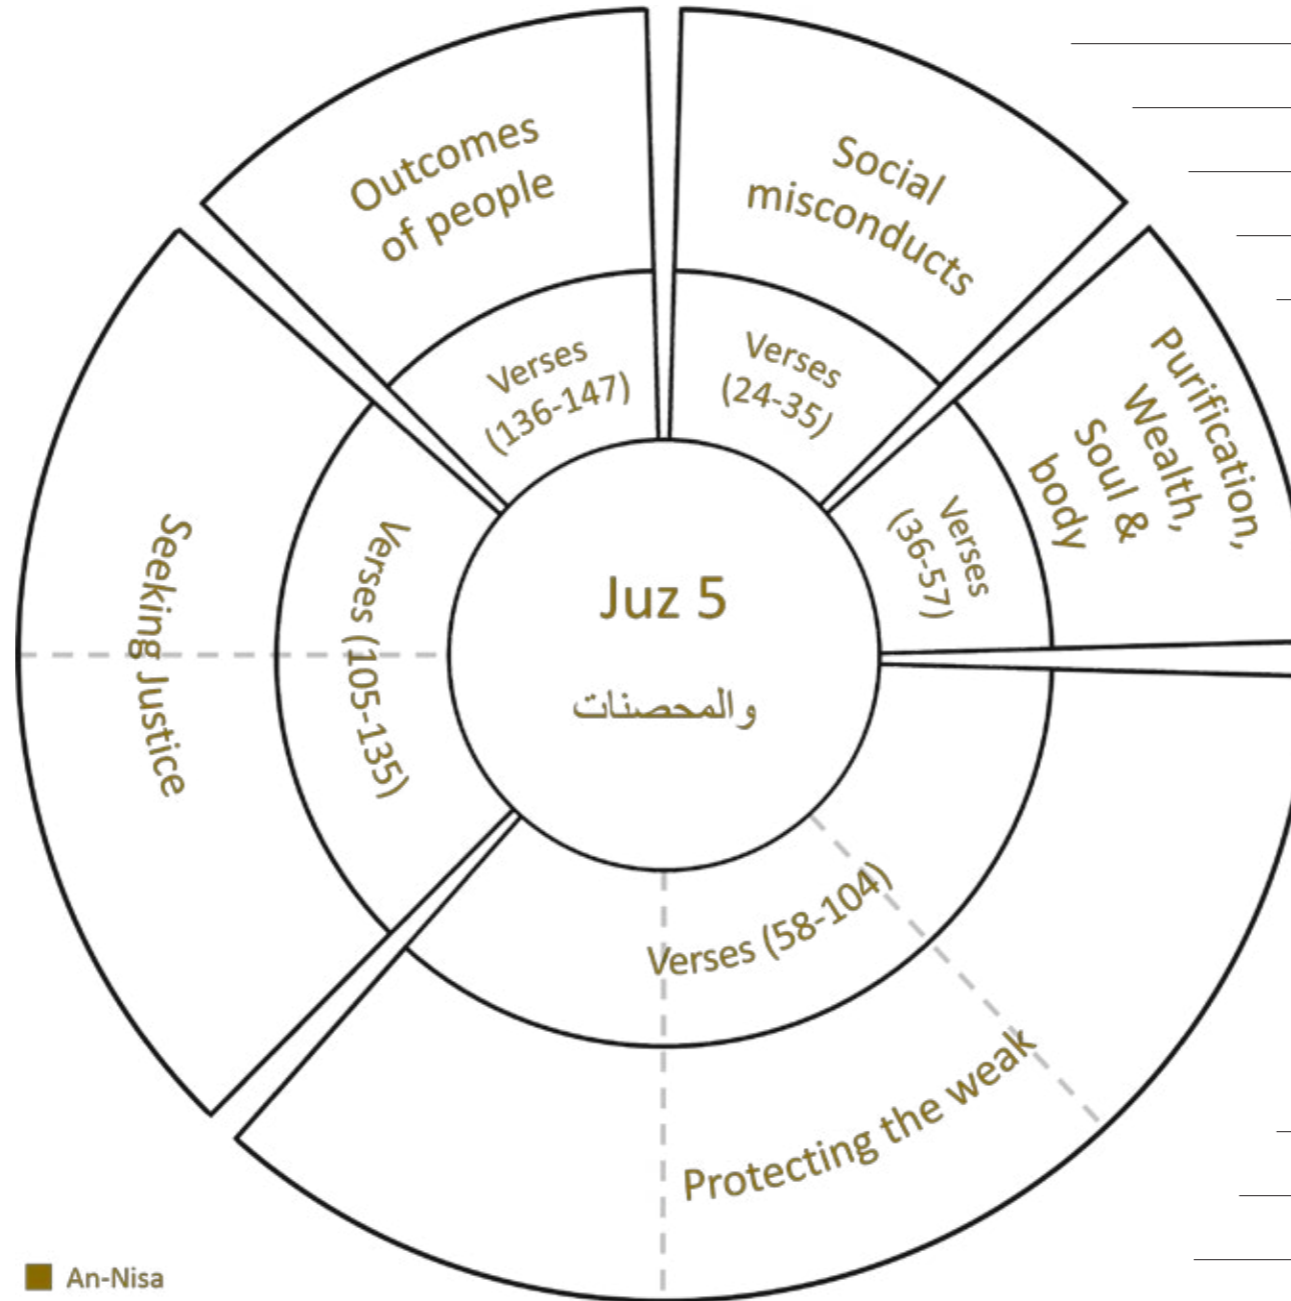 Outcomes
of people
Social
misconducts
Verses
(136-147)
Verses
(24-35)
Purification,
Wealth,
Soul &
body
Verses
(36-57)
Seeking Justice
Verses (105-135)
Juz 5
والمحصنات
Verses (58-104)
Protecting the weak
An-Nisa